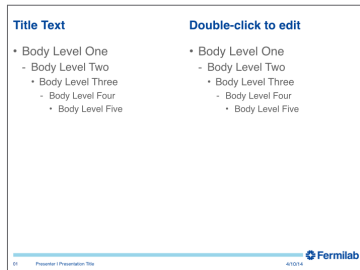 Title Text
• Body Level One
- Body Level Two
• Body Level Three
- Body Level Four
• Body Level Five
Double-click to edit
• Body Level One
- Body Level Two
• Body Level Three
- Body Level Four
• Body Level Five
01 Presenter I Presentation Title 4/10/14
Fermilab